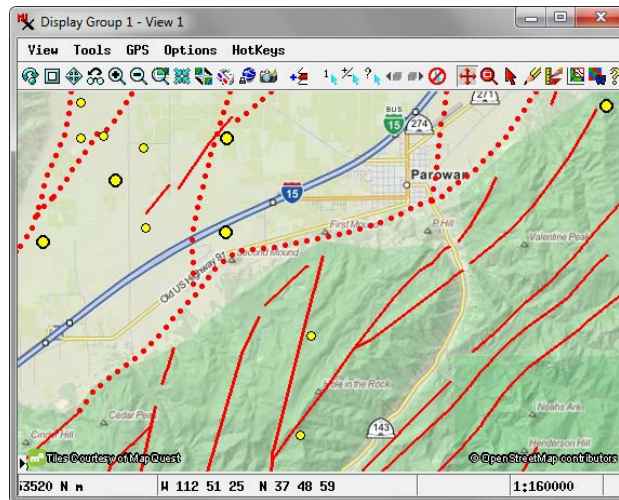 Display Group 1 - View 1
View Tools GPS Options HotKeys
BUS
15
274
271
15
Parowan
First Mound
P Hill
Valentine Peak
Old US Highway 91
Second Mound
Hole in the Rock
Noahs Ark
Cedar Peak
143
Cinder Hill
Henderson Hill
Tiles Courtesy of MapQuest
© OpenStreetMap contributors
53520 N m
W 112 51 25 N 37 48 59
1:160000